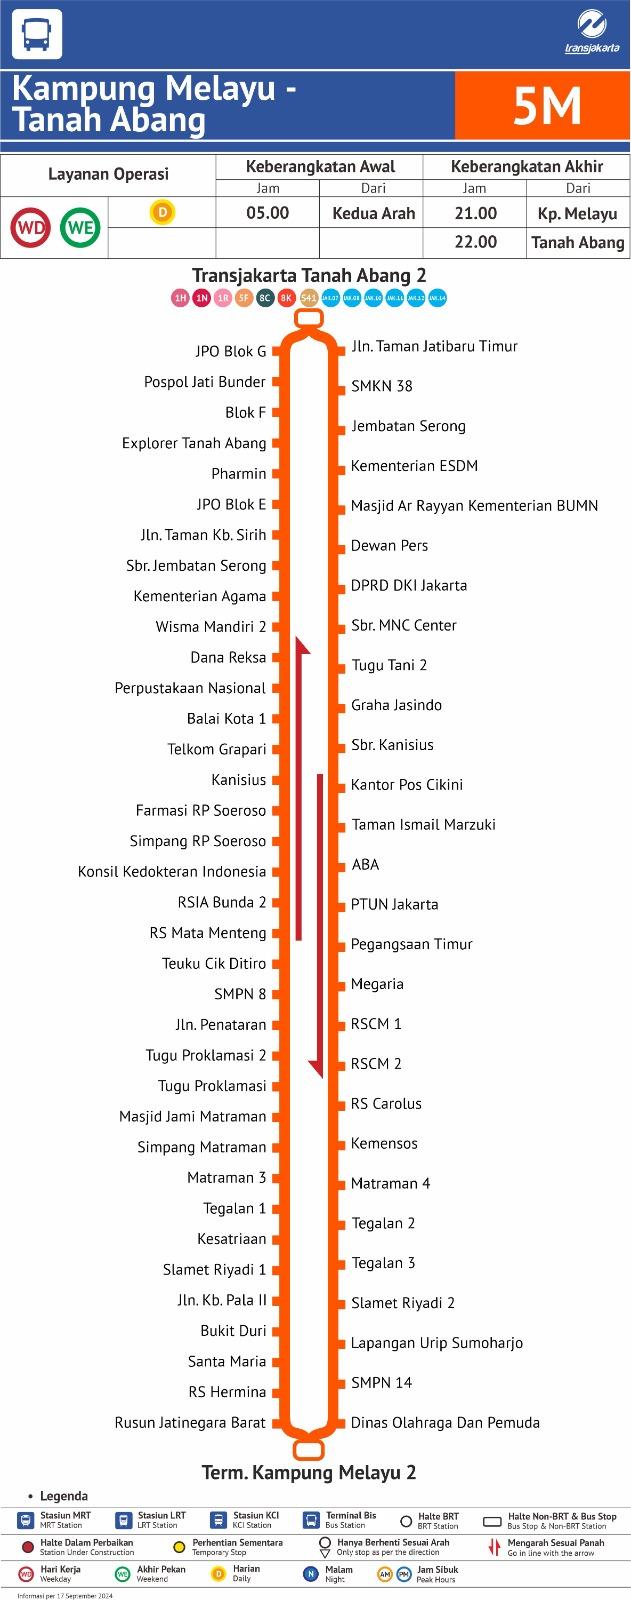 transjakarta
Kampung Melayu -
Tanah Abang
5M
Layanan Operasi
Keberangkatan Awal
Keberangkatan Akhir
Jam
Dari
Jam
Dari
WD
WE
D
05.00
Kedua Arah
21.00
Kp. Melayu
22.00
Tanah Abang
Transjakarta Tanah Abang 2
1H 1N 1R 5F 8C 8K S41 JAK.07 JAK.08 JAK.10 JAK.11 JAK.12 JAK.14
JPO Blok G
Pospol Jati Bunder
Blok F
Explorer Tanah Abang
Pharmin
JPO Blok E
Jln. Taman Kb. Sirih
Sbr. Jembatan Serong
Kementerian Agama
Wisma Mandiri 2
Dana Reksa
Perpustakaan Nasional
Balai Kota 1
Telkom Grapari
Kanisius
Farmasi RP Soeroso
Simpang RP Soeroso
Konsil Kedokteran Indonesia
RSIA Bunda 2
RS Mata Menteng
Teuku Cik Ditiro
SMPN 8
Jln. Penataran
Tugu Proklamasi 2
Tugu Proklamasi
Masjid Jami Matraman
Simpang Matraman
Matraman 3
Tegalan 1
Kesatriaan
Slamet Riyadi 1
Jln. Kb. Pala II
Bukit Duri
Santa Maria
RS Hermina
Rusun Jatinegara Barat
Jln. Taman Jatibaru Timur
SMKN 38
Jembatan Serong
Kementerian ESDM
Masjid Ar Rayyan Kementerian BUMN
Dewan Pers
DPRD DKI Jakarta
Sbr. MNC Center
Tugu Tani 2
Graha Jasindo
Sbr. Kanisius
Kantor Pos Cikini
Taman Ismail Marzuki
ABA
PTUN Jakarta
Pegangsaan Timur
Megaria
RSCM 1
RSCM 2
RS Carolus
Kemensos
Matraman 4
Tegalan 2
Tegalan 3
Slamet Riyadi 2
Lapangan Urip Sumoharjo
SMPN 14
Dinas Olahraga Dan Pemuda
Term. Kampung Melayu 2
• Legenda
Stasiun MRT
MRT Station
Stasiun LRT
LRT Station
Stasiun KCI
KCI Station
Terminal Bis
Bus Station
Halte BRT
BRT Station
Halte Non-BRT & Bus Stop
Bus Stop & Non-BRT Station
Halte Dalam Perbaikan
Station Under Construction
Perhentian Sementara
Temporary Stop
Hanya Berhenti Sesuai Arah
Only stop as per the direction
Mengarah Sesuai Panah
Go in line with the arrow
WD
Hari Kerja
Weekday
WE
Akhir Pekan
Weekend
D
Harian
Daily
N
Malam
Night
AM PM
Jam Sibuk
Peak Hours
Informasi per 17 September 2024